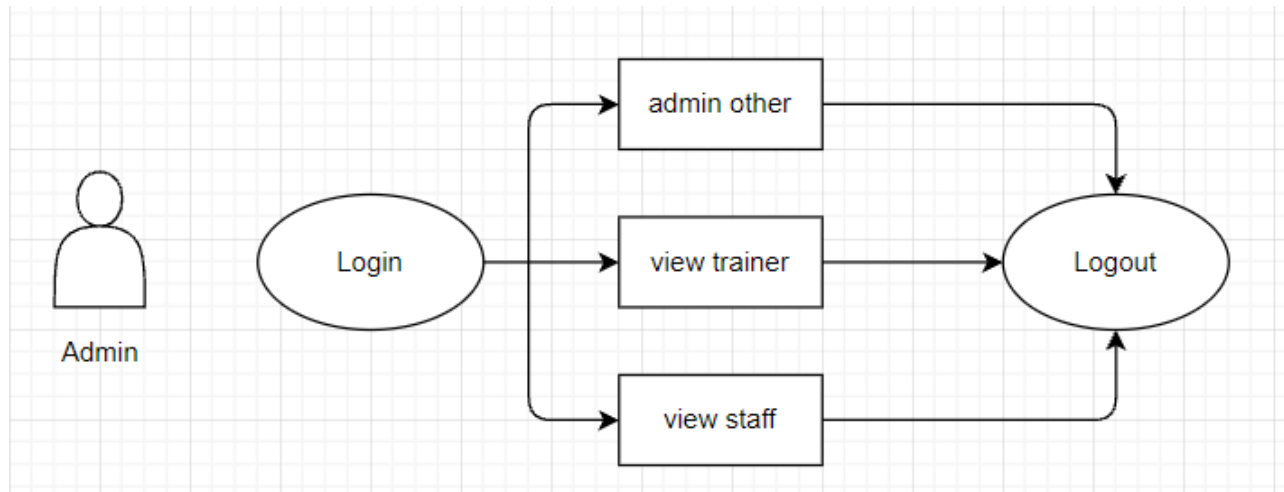 admin other
Login
view trainer
Logout
Admin
view staff